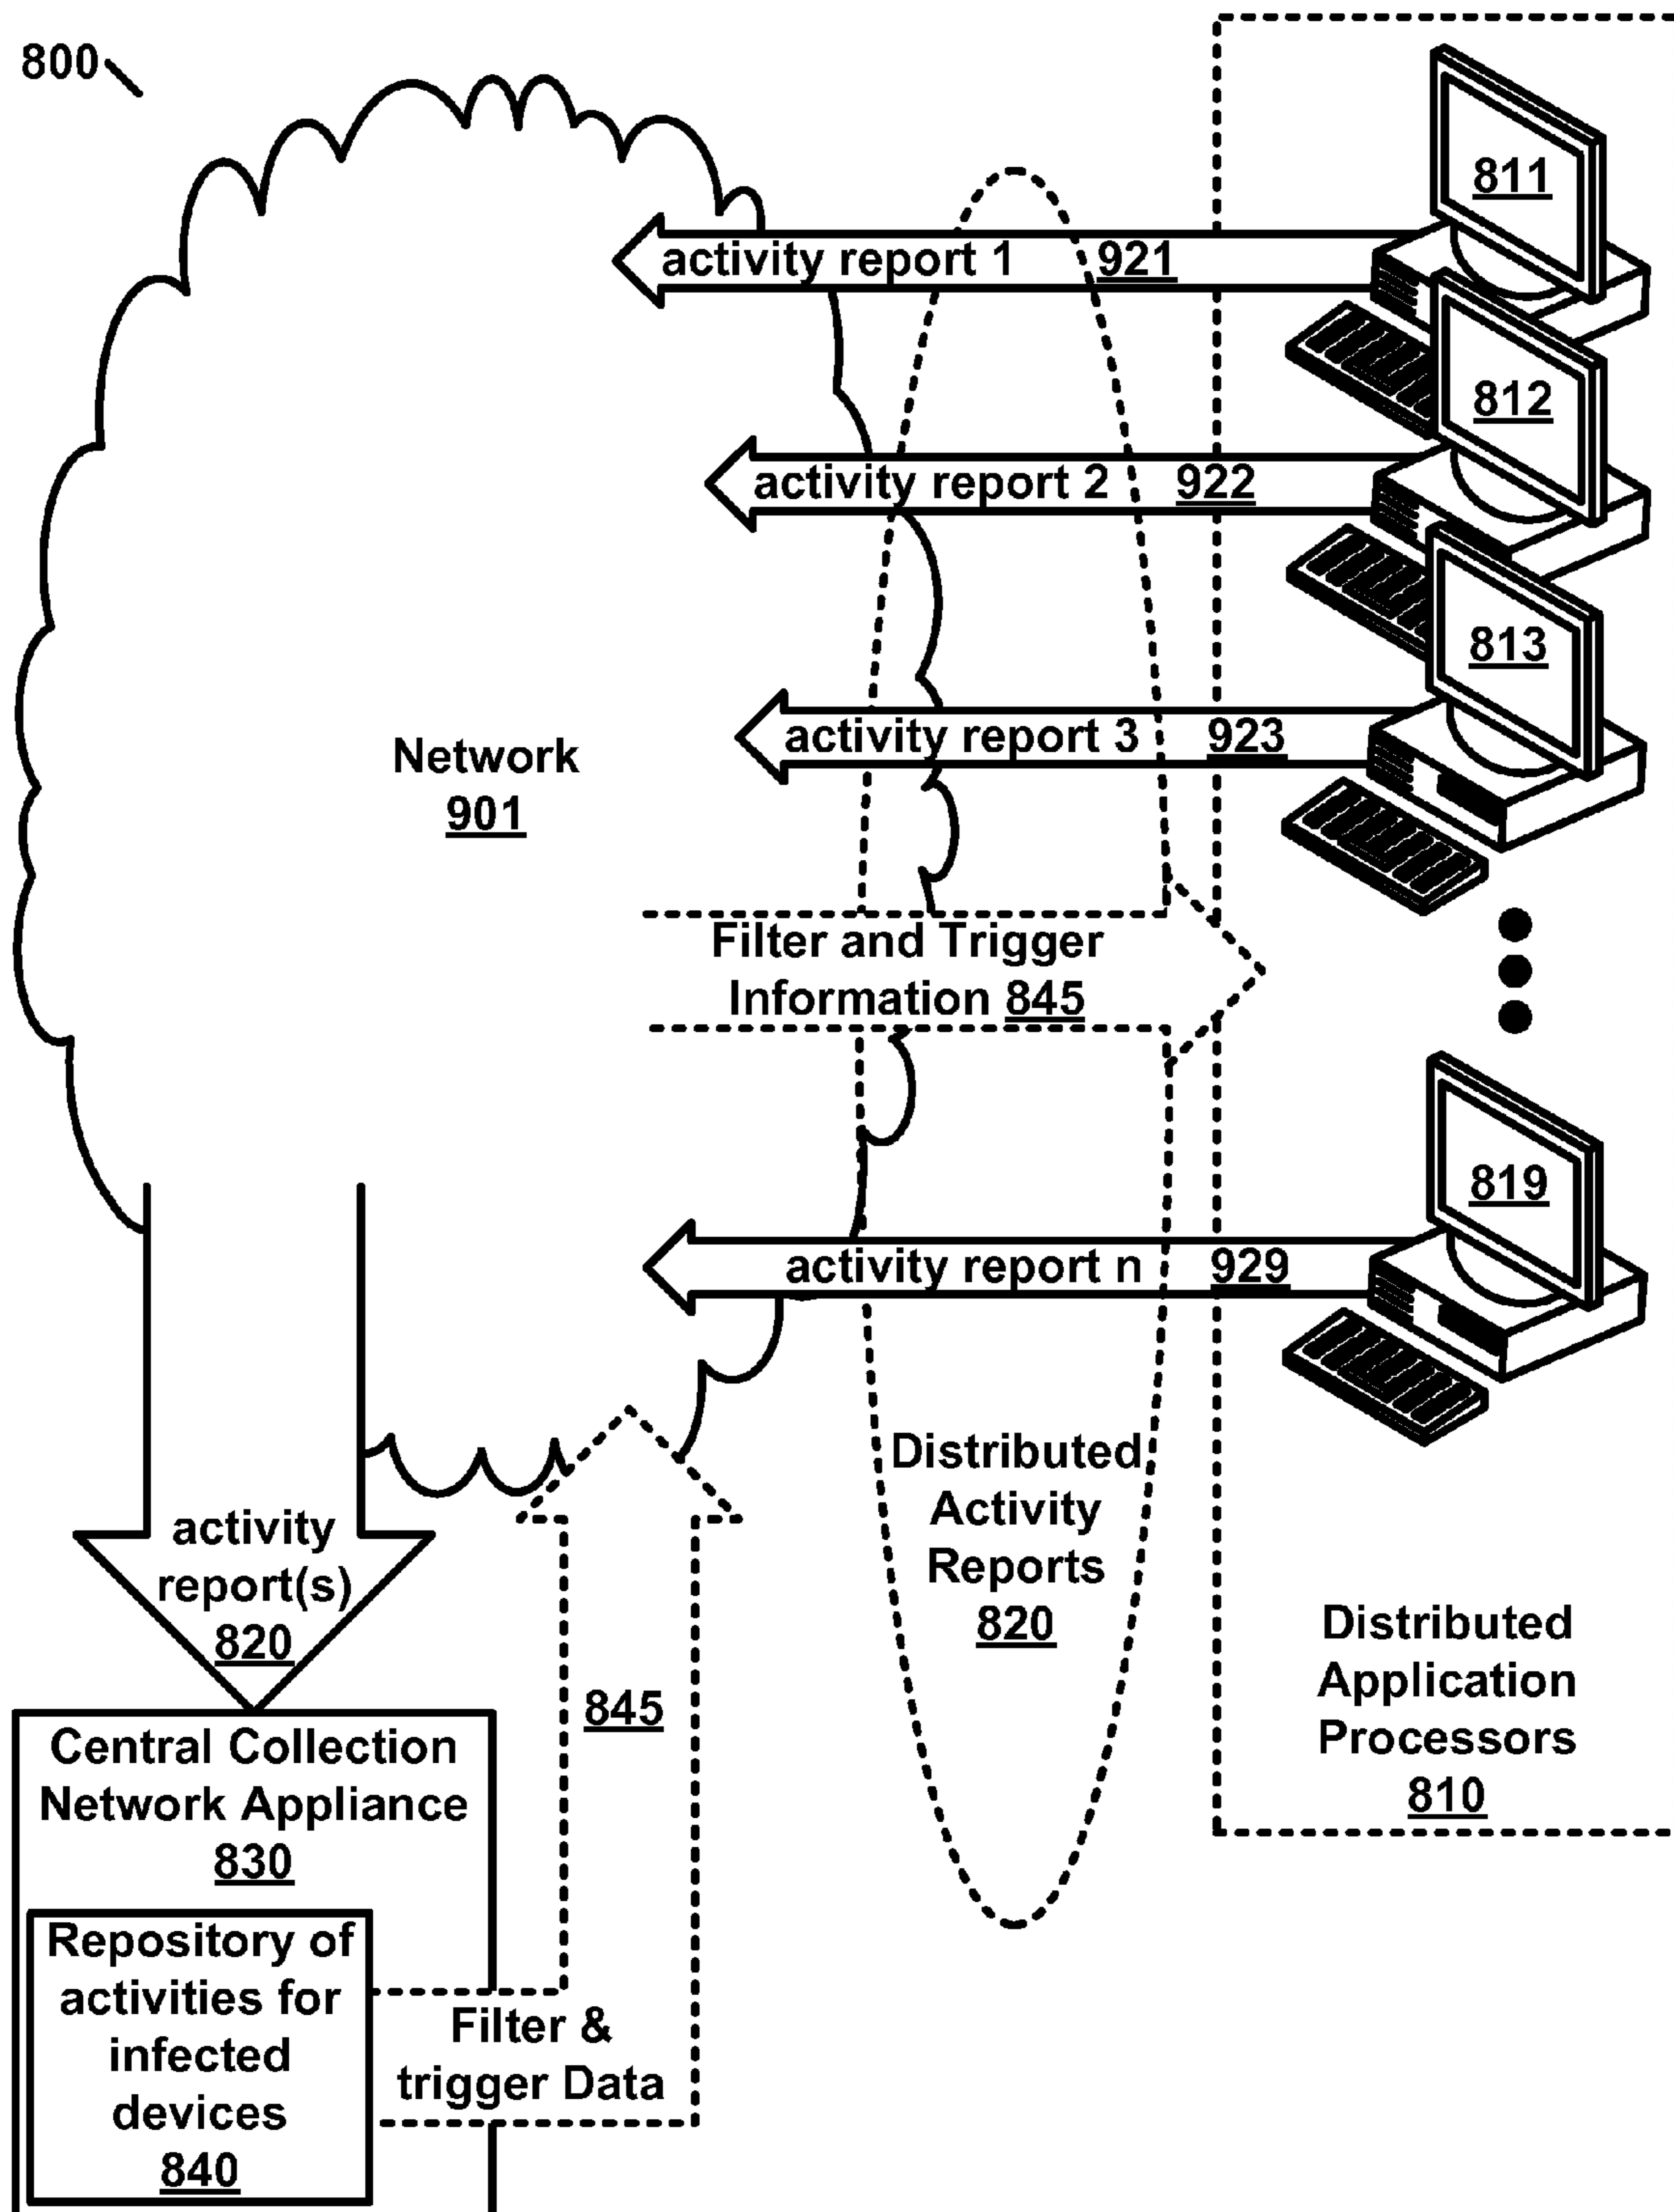 800
811
activity report 1 921
812
activity report 2 922
813
activity report 3 923
Network
901
Filter and Trigger
Information 845
819
activity report n 929
Distributed
Activity
Reports
820
activity
report(s)
820
Distributed
Application
Processors
810
845
Central Collection
Network Appliance
830
Repository of
activities for
infected
devices
840
Filter &
trigger Data